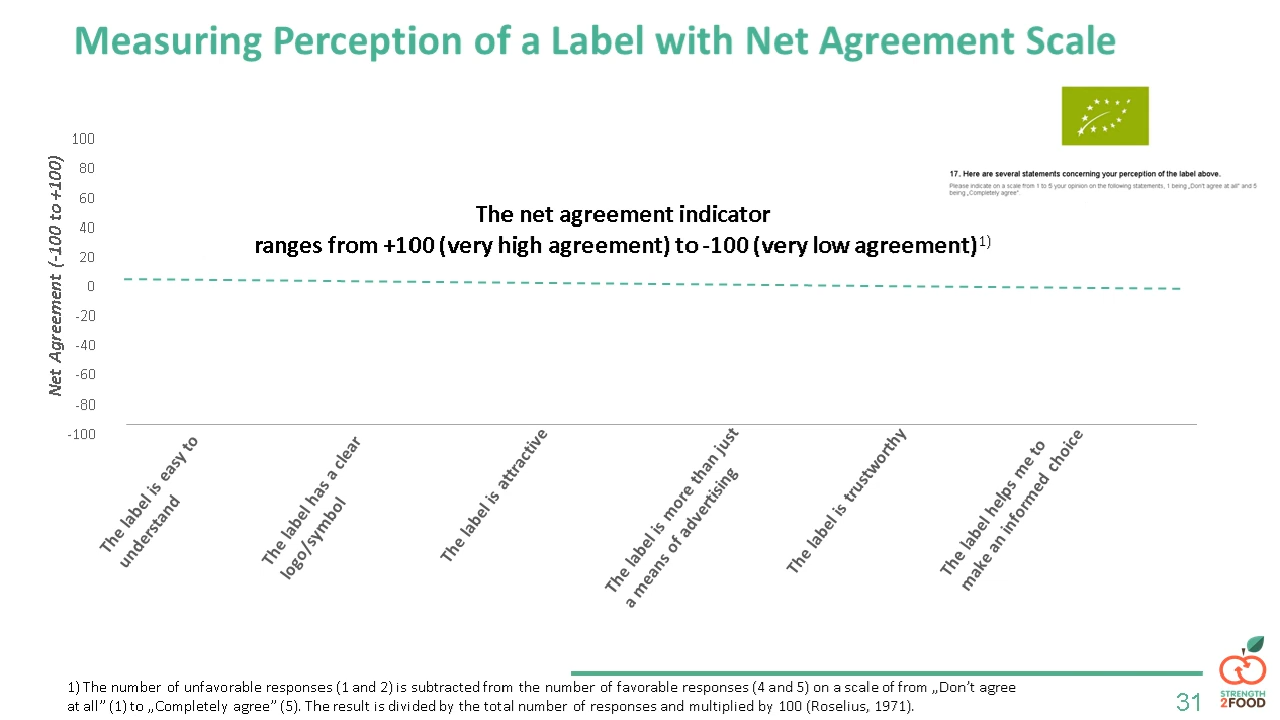 Measuring Perception of a Label with Net Agreement Scale
17. Here are several statements concerning your perception of the label above.
Please indicate on a scale from 1 to 5 your opinion on the following statements, 1 being „Don't agree at all" and 5
being „Completely agree".
Net Agreement (-100 to +100)
100
80
60
40
20
0
-20
-40
-60
-80
-100
The net agreement indicator
ranges from +100 (very high agreement) to -100 (very low agreement)1)
The label is easy to
understand
The label has a clear
logo/symbol
The label is attractive
The label is more than just
a means of advertising
The label is trustworthy
The label helps me to
make an informed choice
1) The number of unfavorable responses (1 and 2) is subtracted from the number of favorable responses (4 and 5) on a scale of from „Don't agree
at all" (1) to „Completely agree" (5). The result is divided by the total number of responses and multiplied by 100 (Roselius, 1971).
31
STRENGTH
2FOOD